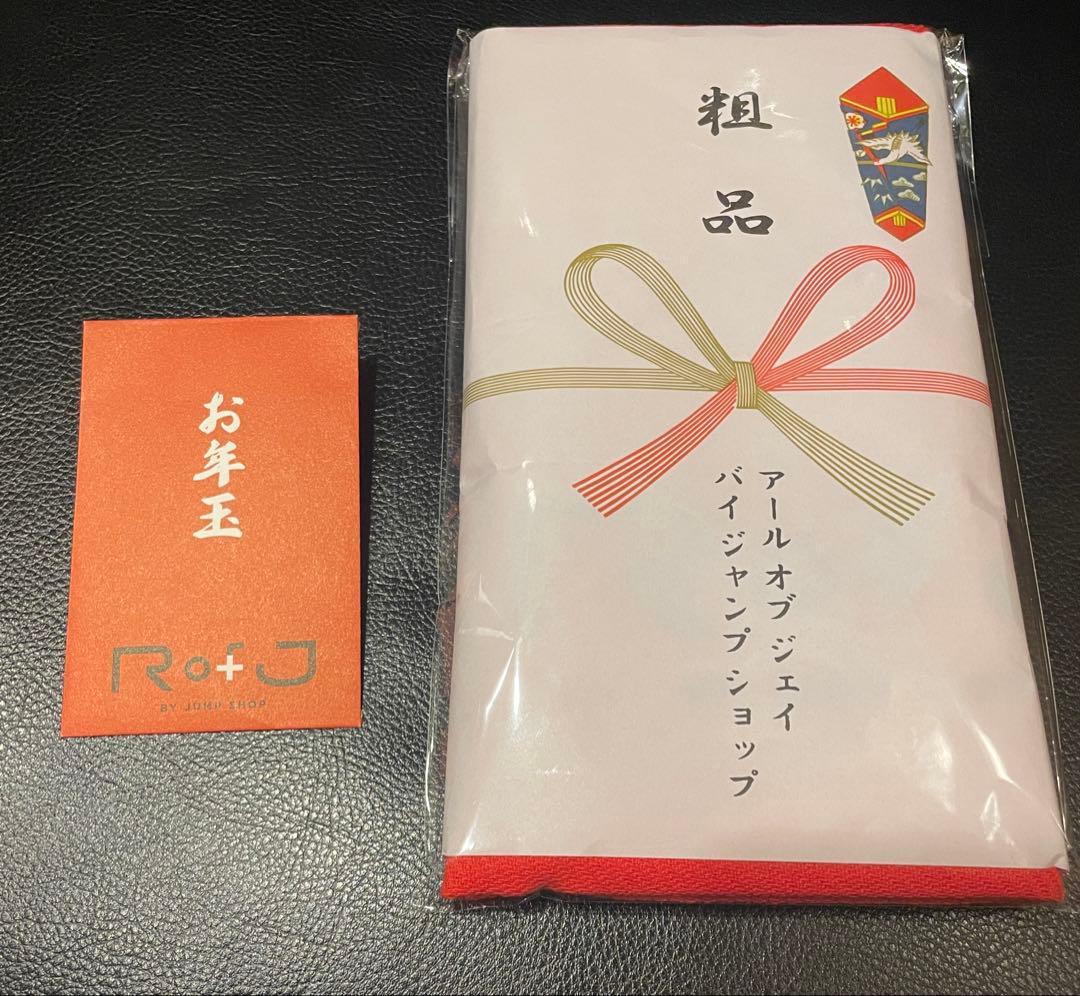 お年玉
R of J
BY JUMP SHOP
粗品
アール オブ ジェイ
バイ ジャンプ ショップ